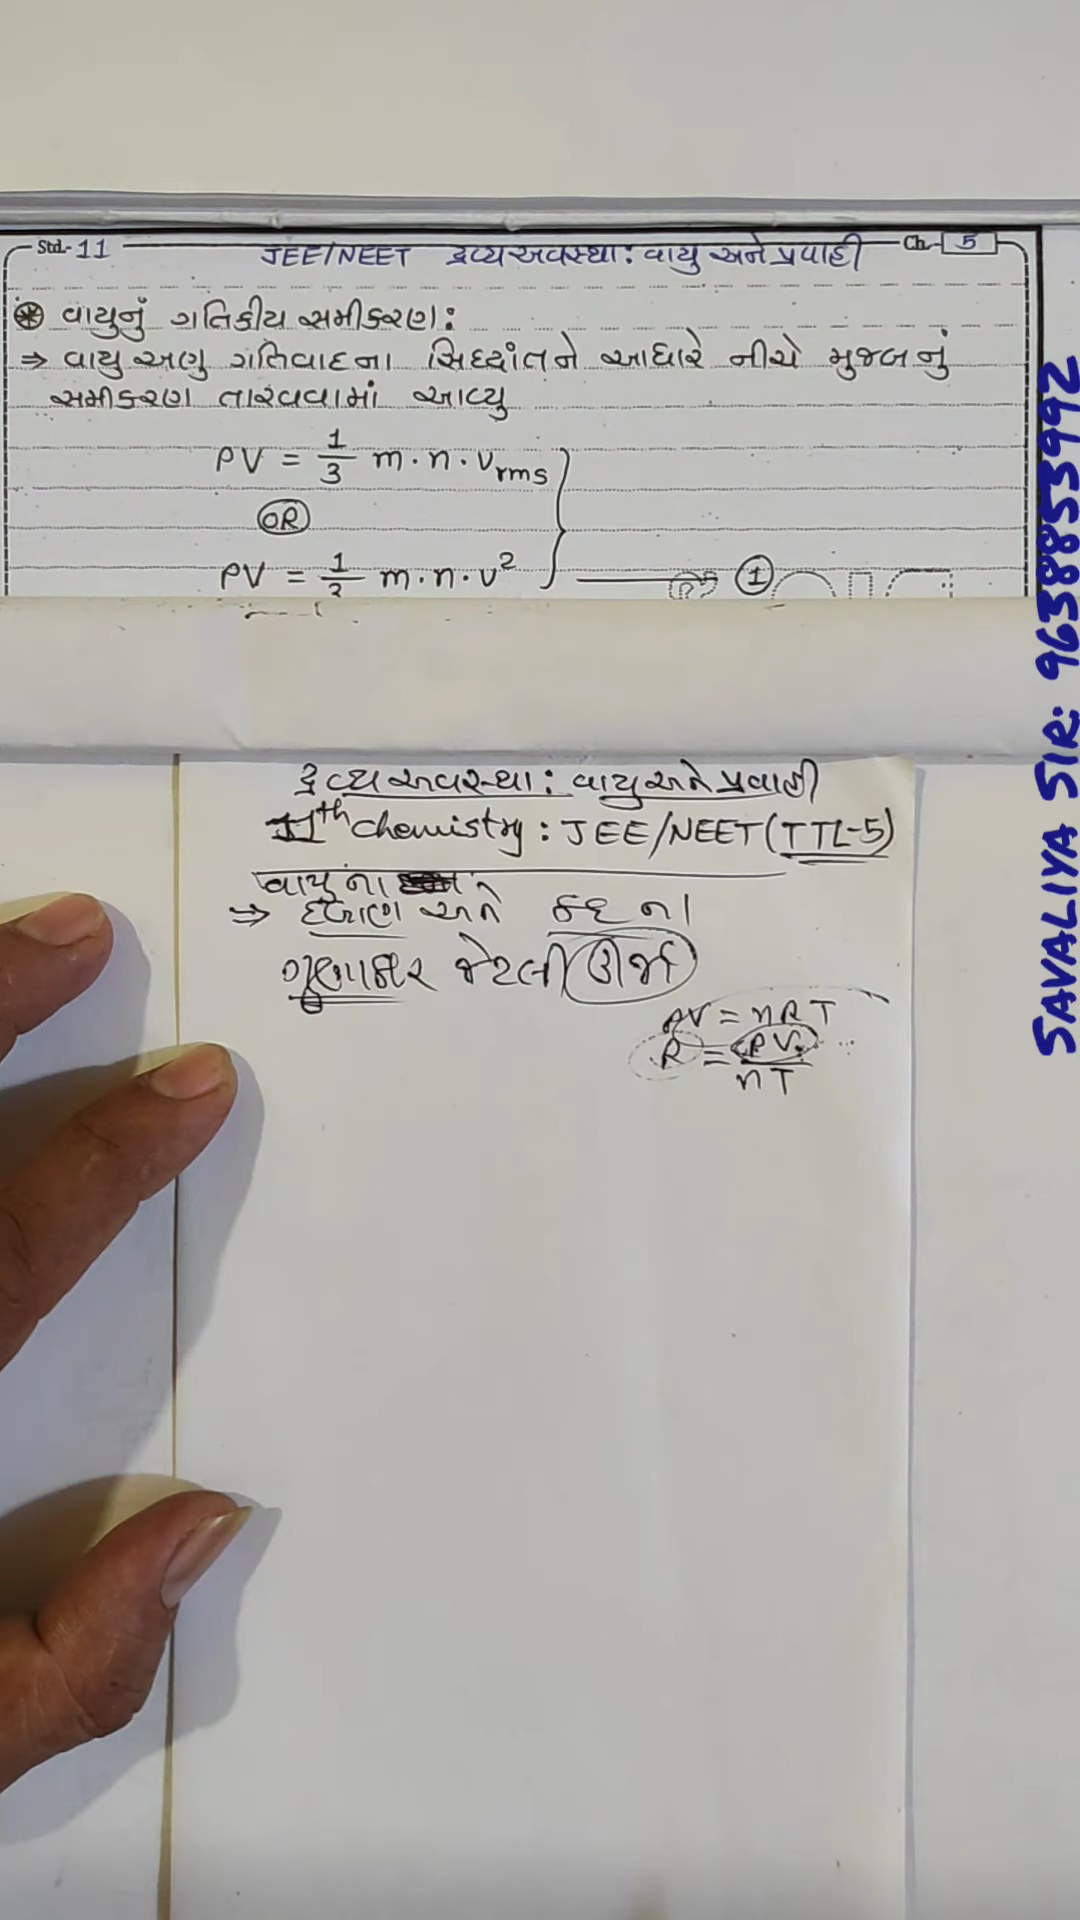 Std.- 11 JEE/NEET દ્રવ્ય અવસ્થા : વાયુ અને પ્રવાહી Ch.- 5
વાયુનું ગતિકીય સમીકરણ :
⇒ વાયુ અણુ ગતિવાદના સિદ્ધાંતને આધારે નીચે મુજબનું
સમીકરણ તારવવામાં આવ્યુ
PV = 1/3 m·n·vrms
OR
PV = 1/3 m·n·v² 1
SAVALIYA SIR: 9638853992
દ્રવ્ય અવસ્થા : વાયુ અને પ્રવાહી
11th Chemistry : JEE/NEET (TTL-5)
વાયુના
⇒ દબાણ અને કદના
ગુણાકાર જેટલી ઊર્જા
PV = nRT
R = PV/nT